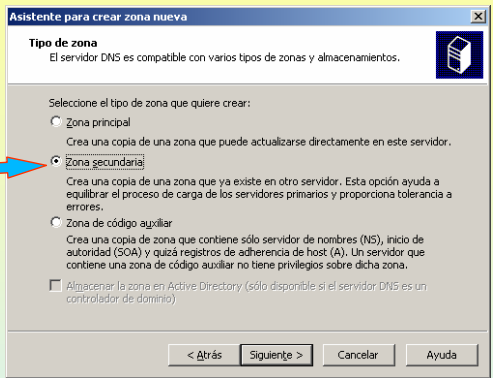 Asistente para crear zona nueva
Tipo de zona
El servidor DNS es compatible con varios tipos de zonas y almacenamientos.
Seleccione el tipo de zona que quiere crear:
Zona principal
Crea una copia de una zona que puede actualizarse directamente en este servidor.
Zona secundaria
Crea una copia de una zona que ya existe en otro servidor. Esta opción ayuda a
equilibrar el proceso de carga de los servidores primarios y proporciona tolerancia a
errores.
Zona de código auxiliar
Crea una copia de zona que contiene sólo servidor de nombres (NS), inicio de
autoridad (SOA) y quizá registros de adherencia de host (A). Un servidor que
contiene una zona de código auxiliar no tiene privilegios sobre dicha zona.
Almacenar la zona en Active Directory (sólo disponible si el servidor DNS es un
controlador de dominio)
< Atrás
Siguiente >
Cancelar
Ayuda